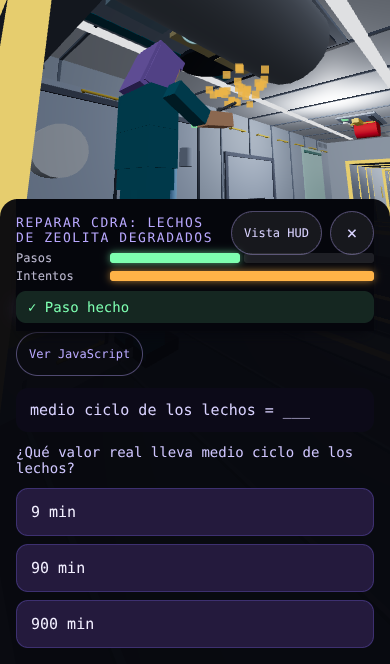 REPARAR CDRA: LECHOS
DE ZEOLITA DEGRADADOS
Vista HUD
×
Pasos
Intentos
✓ Paso hecho
Ver JavaScript
medio ciclo de los lechos = ___
¿Qué valor real lleva medio ciclo de los
lechos?
9 min
90 min
900 min